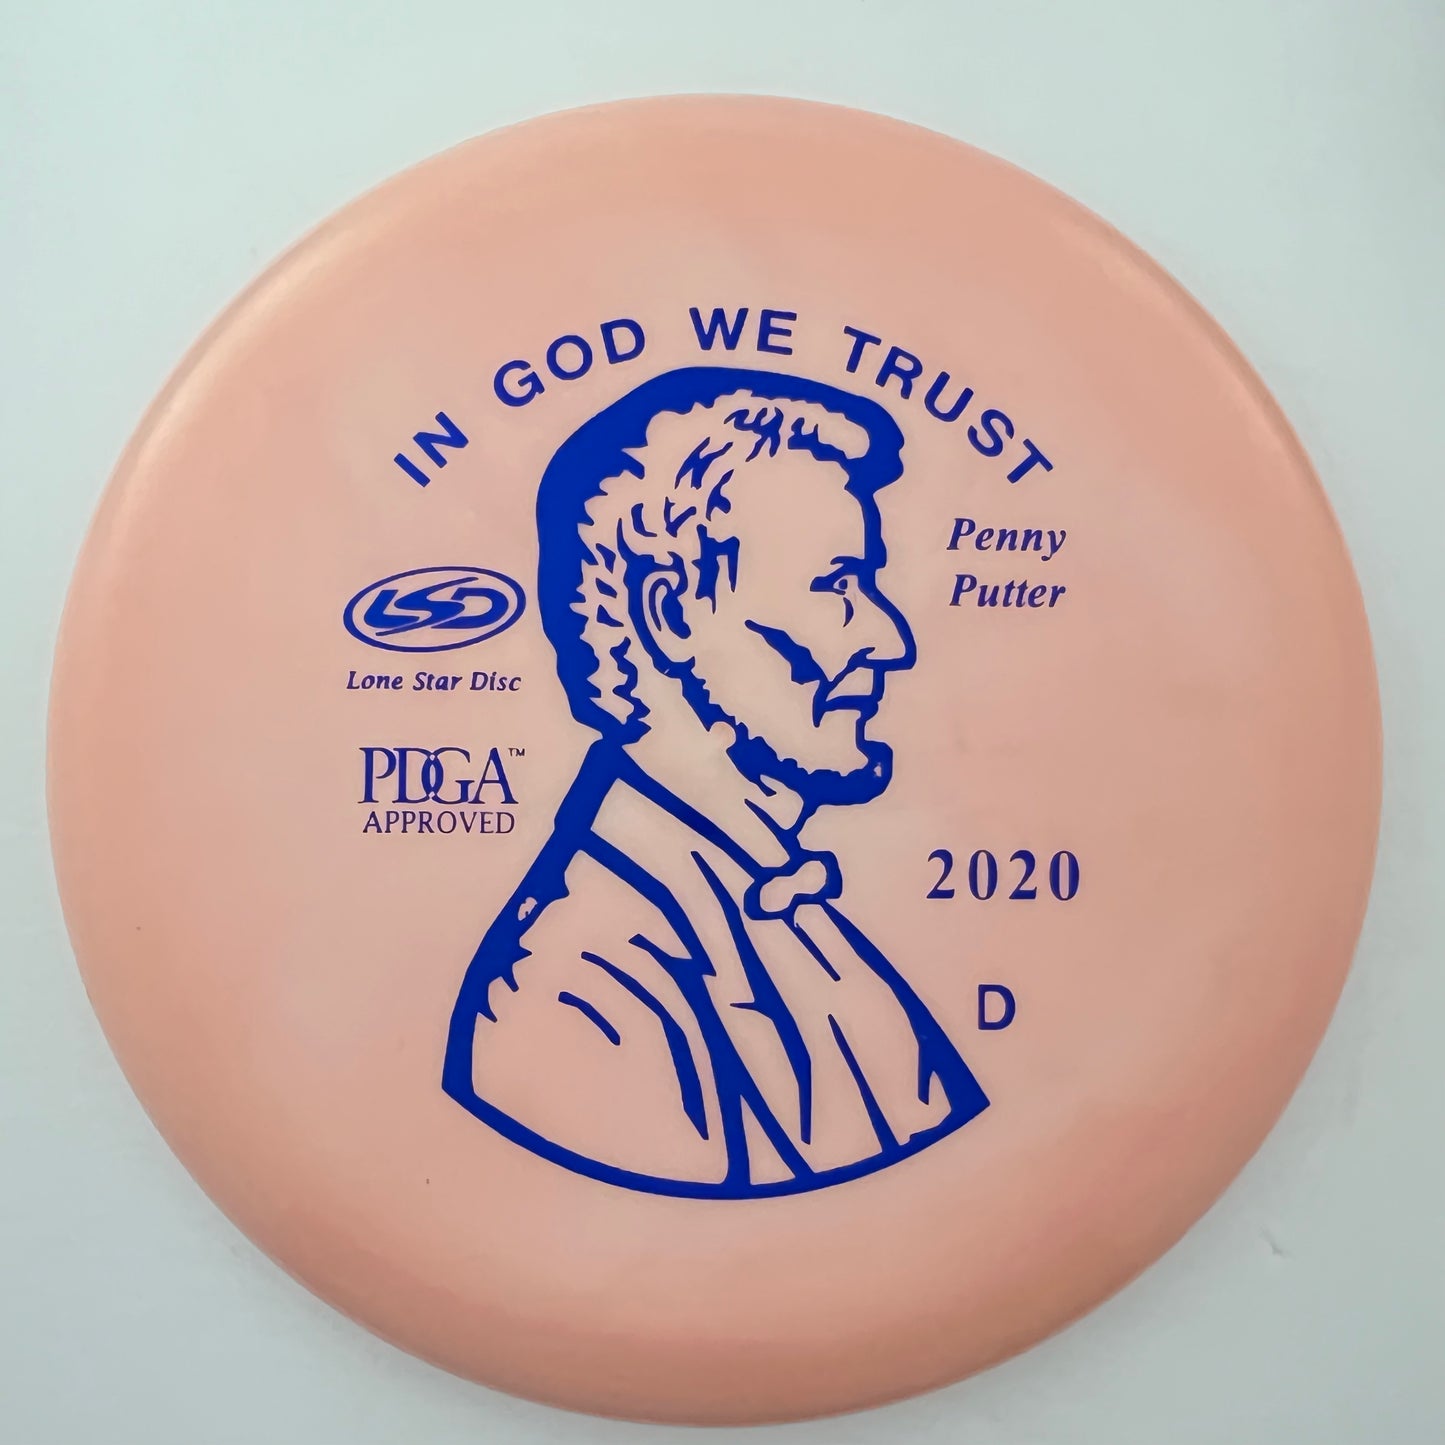 IN GOD WE TRUST
Penny
Putter
LSD
Lone Star Disc
PDGA™
APPROVED
2020
D